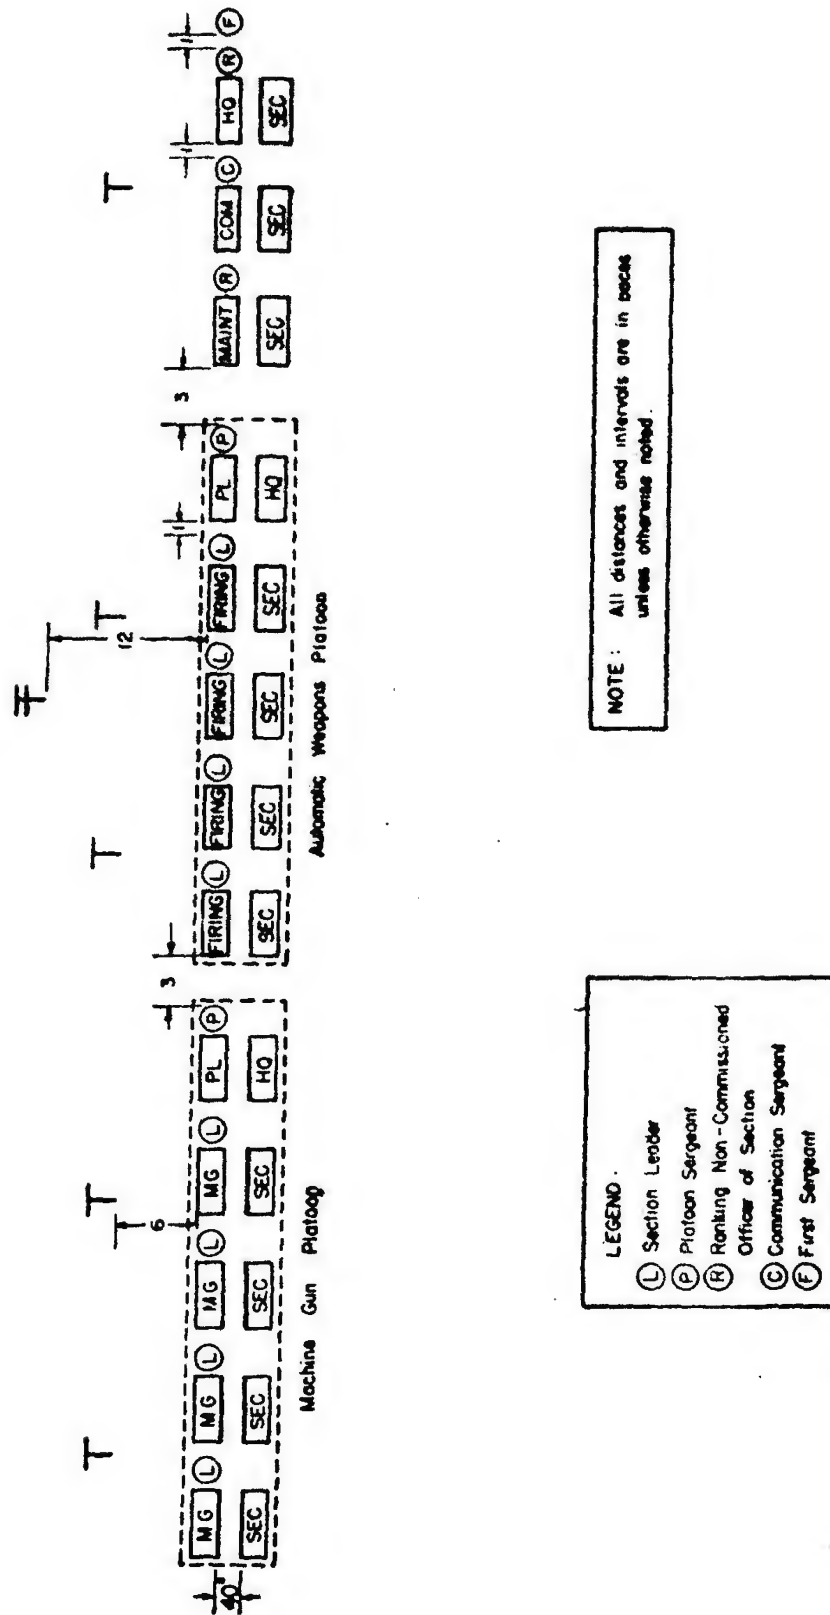 12
6
3
3
1
1
1
MG L MG L MG L MG L PL P
SEC SEC SEC SEC HQ
40"
Machine Gun Platoon
FIRING L FIRING L FIRING L FIRING L PL P
SEC SEC SEC SEC HQ
Automatic Weapons Platoon
MAINT R COM C HQ R F
SEC SEC SEC
LEGEND.
L Section Leader
P Platoon Sergeant
R Ranking Non-Commissioned
Officer of Section
C Communication Sergeant
F First Sergeant
NOTE: All distances and intervals are in paces
unless otherwise noted.